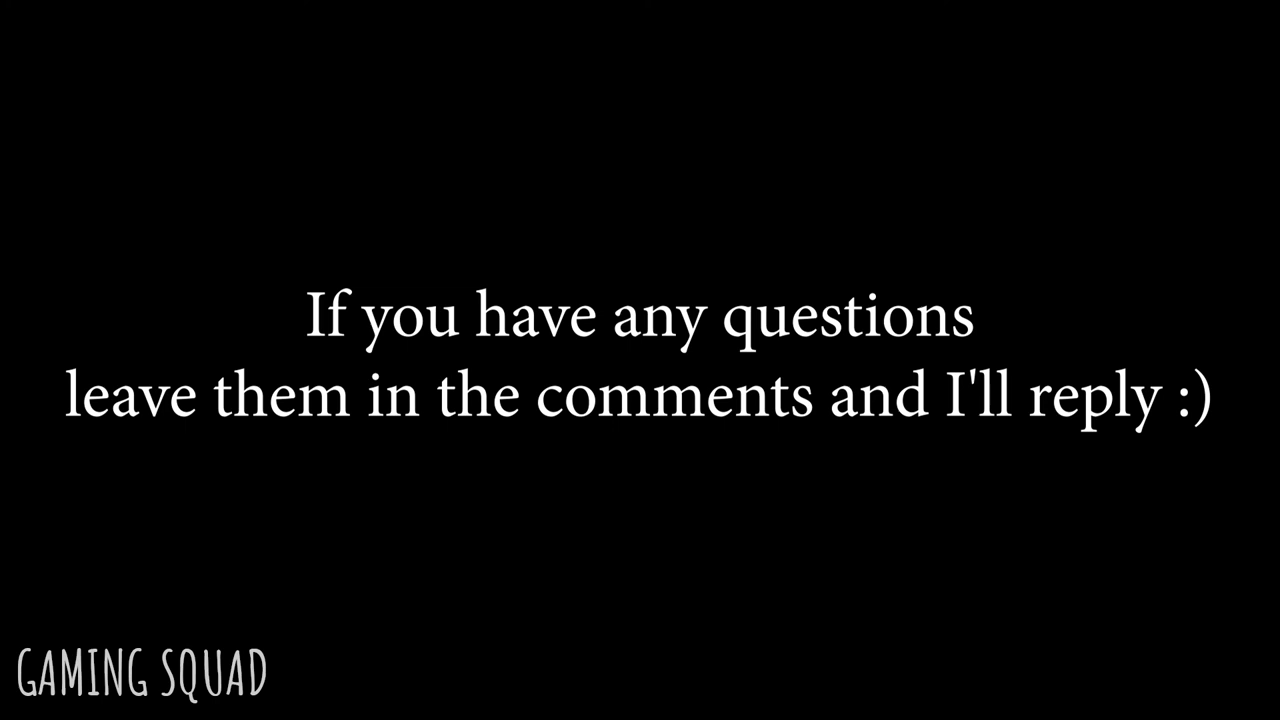 If you have any questions
leave them in the comments and I'll reply :)
GAMING SQUAD